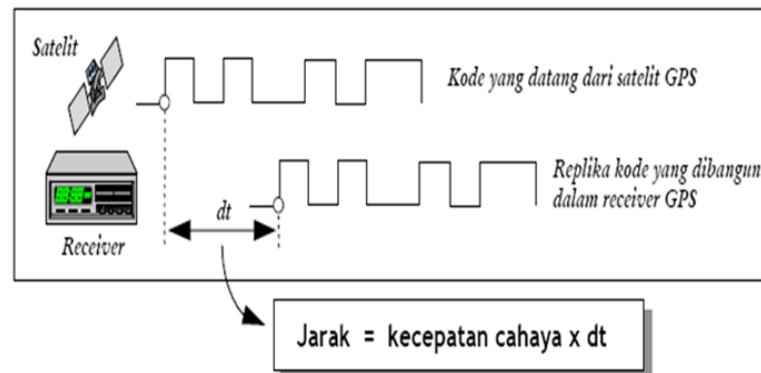 Satelit
Kode yang datang dari satelit GPS
Replika kode yang dibangun
dalam receiver GPS
dt
Receiver
Jarak = kecepatan cahaya x dt